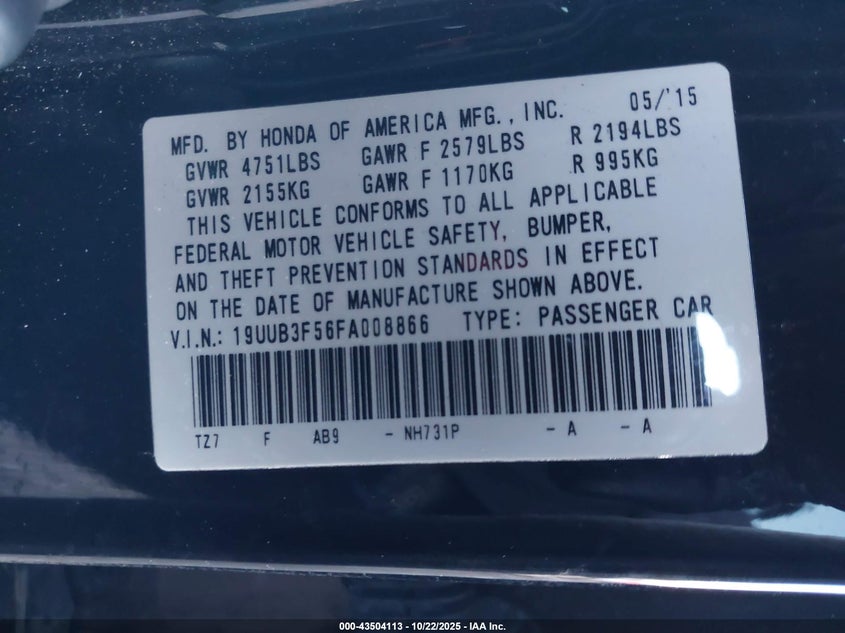 MFD. BY HONDA OF AMERICA MFG., INC. 05/'15
GVWR 4751LBS GAWR F 2579LBS R 2194LBS
GVWR 2155KG GAWR F 1170KG R 995KG
THIS VEHICLE CONFORMS TO ALL APPLICABLE
FEDERAL MOTOR VEHICLE SAFETY, BUMPER,
AND THEFT PREVENTION STANDARDS IN EFFECT
ON THE DATE OF MANUFACTURE SHOWN ABOVE.
V.I.N.: 19UUB3F56FA008866 TYPE: PASSENGER CAR
TZ7 F AB9 - NH731P - A - A
000-43504113 - 10/22/2025 - IAA Inc.